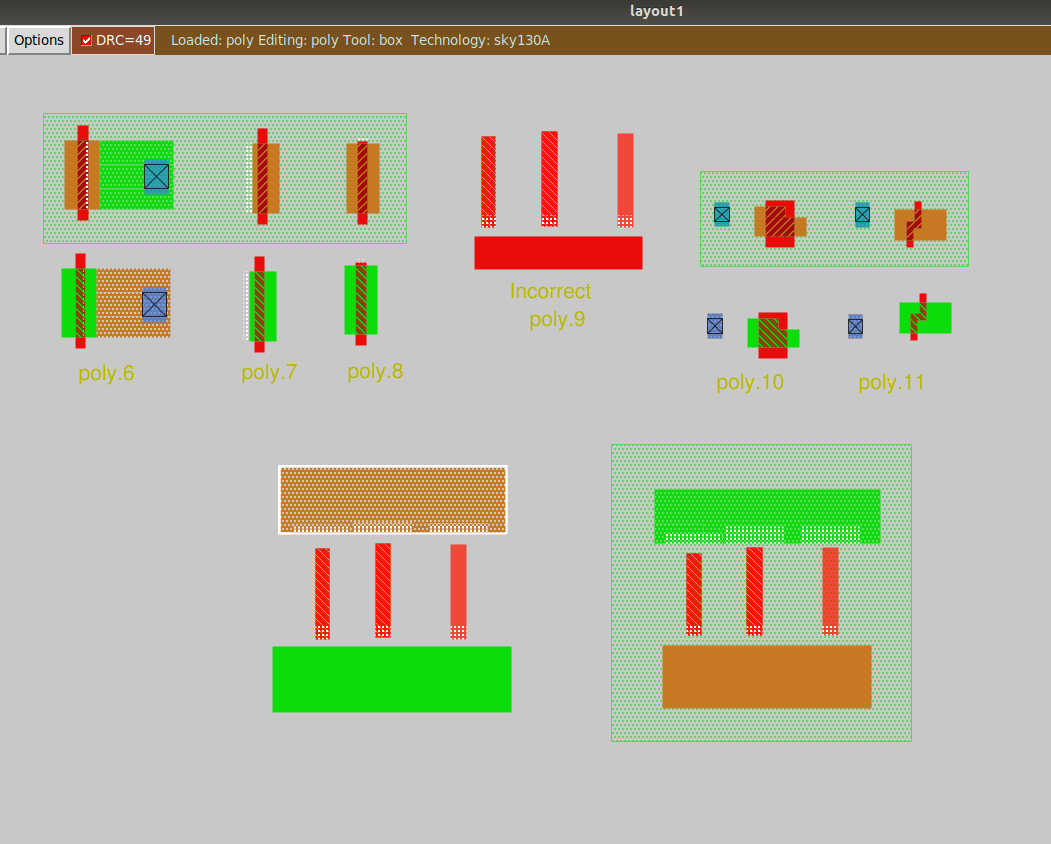 layout1
Options DRC=49 Loaded: poly Editing: poly Tool: box Technology: sky130A
Incorrect
poly.9
poly.6 poly.7 poly.8
poly.10 poly.11